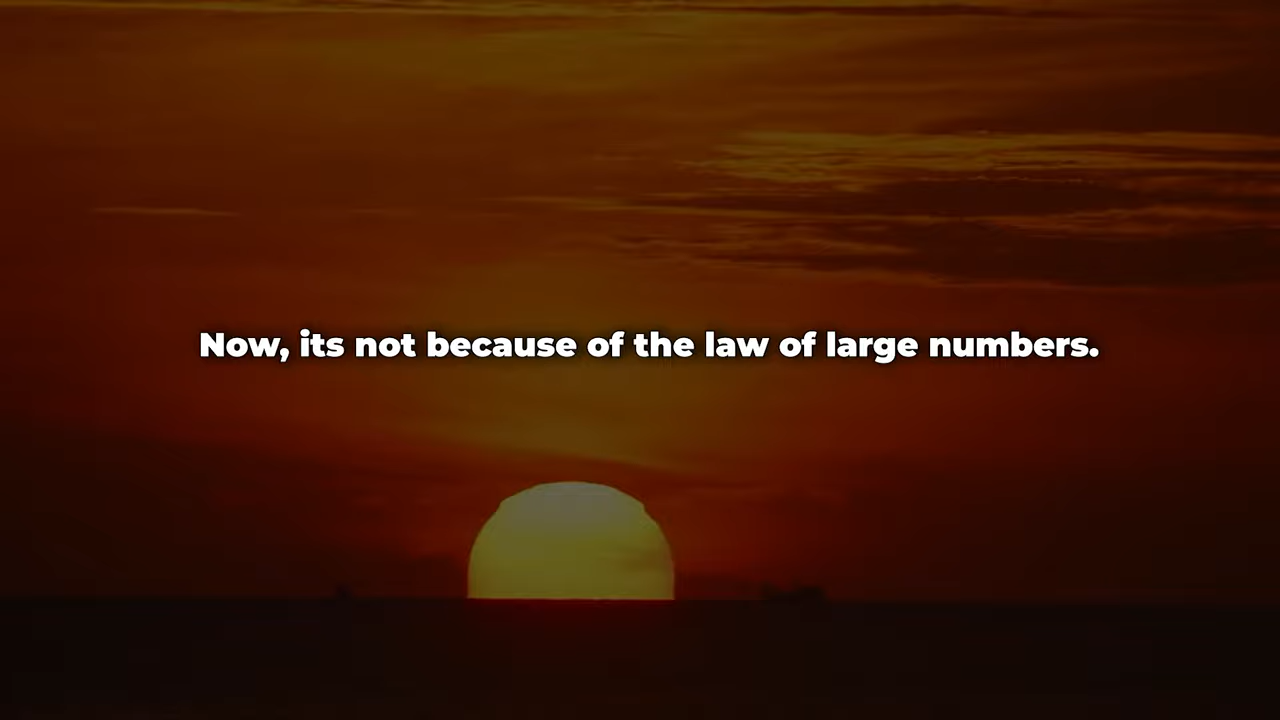 Now, its not because of the law of large numbers.